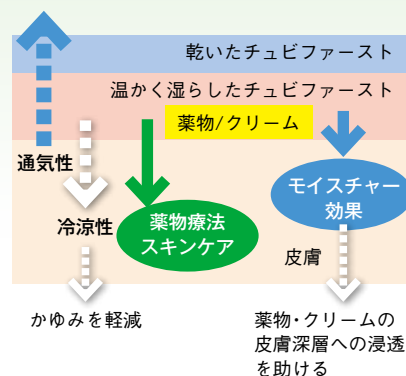 乾いたチュビファースト
温かく湿らしたチュビファースト
薬物/クリーム
通気性
冷涼性
薬物療法
スキンケア
モイスチャー
効果
皮膚
かゆみを軽減
薬物・クリームの
皮膚深層への浸透
を助ける